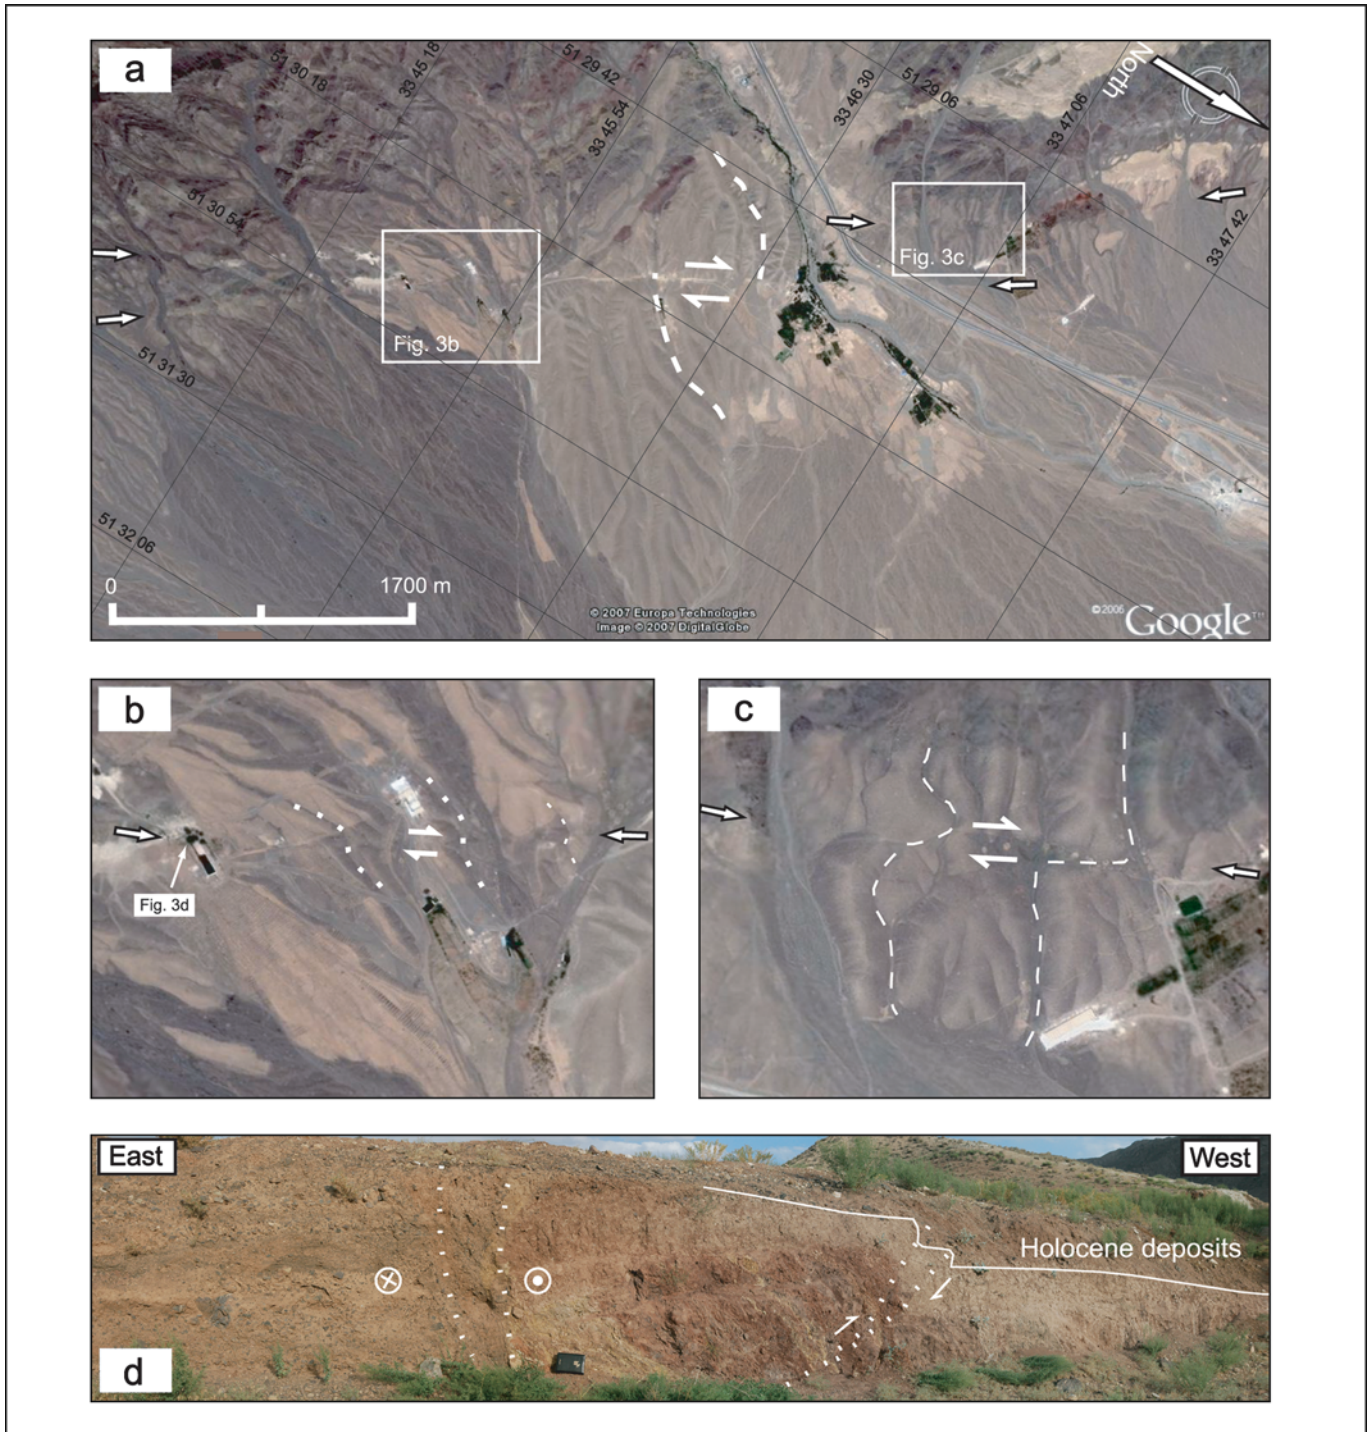 a
51 30 18
33 45 18
51 29 42
33 45 54
33 46 30
51 29 06
33 47 06
North
51 30 54
33 47 42
Fig. 3c
Fig. 3b
51 31 30
51 32 06
0
1700 m
© 2007 Europa Technologies
Image © 2007 DigitalGlobe
©2005 Google™
b
Fig. 3d
c
East
West
Holocene deposits
d